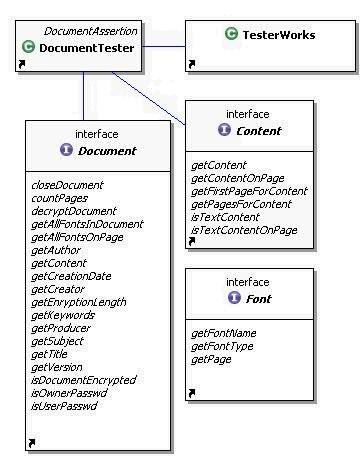 DocumentAssertion
C DocumentTester
C TesterWorks
interface
I Document
closeDocument
countPages
decryptDocument
getAllFontsInDocument
getAllFontsOnPage
getAuthor
getContent
getCreationDate
getCreator
getEnryptionLength
getKeywords
getProducer
getSubject
getTitle
getVersion
isDocumentEncrypted
isOwnerPasswd
isUserPasswd
interface
I Content
getContent
getContentOnPage
getFirstPageForContent
getPagesForContent
isTextContent
isTextContentOnPage
interface
I Font
getFontName
getFontType
getPage